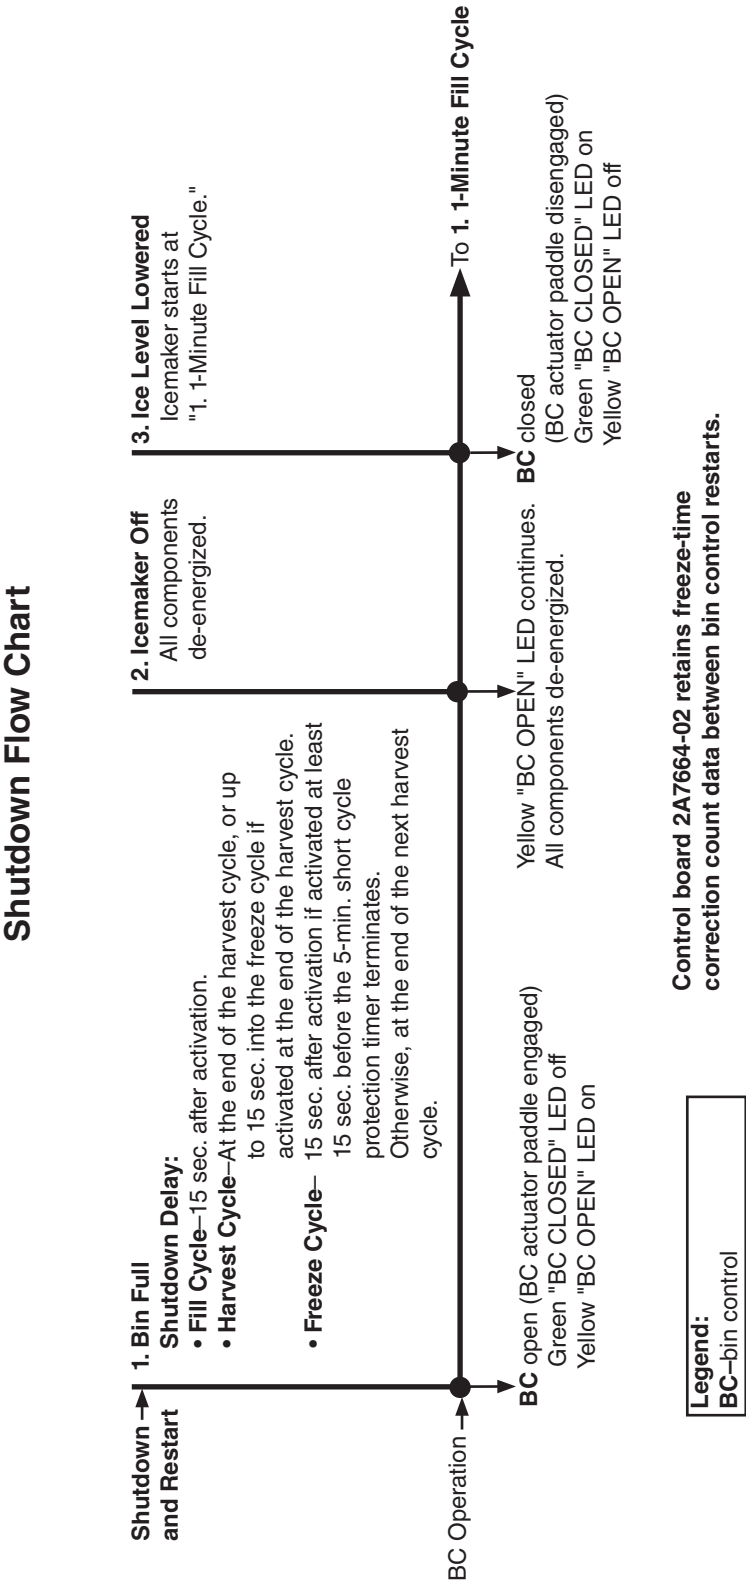 Shutdown Flow Chart
Shutdown
and Restart
1. Bin Full
Shutdown Delay:
• Fill Cycle–15 sec. after activation.
• Harvest Cycle–At the end of the harvest cycle, or up
to 15 sec. into the freeze cycle if
activated at the end of the harvest cycle.
• Freeze Cycle– 15 sec. after activation if activated at least
15 sec. before the 5-min. short cycle
protection timer terminates.
Otherwise, at the end of the next harvest
cycle.
2. Icemaker Off
All components
de-energized.
3. Ice Level Lowered
Icemaker starts at
"1. 1-Minute Fill Cycle."
BC Operation
To 1. 1-Minute Fill Cycle
BC open (BC actuator paddle engaged)
Green "BC CLOSED" LED off
Yellow "BC OPEN" LED on
Yellow "BC OPEN" LED continues.
All components de-energized.
BC closed
(BC actuator paddle disengaged)
Green "BC CLOSED" LED on
Yellow "BC OPEN" LED off
Legend:
BC–bin control
Control board 2A7664-02 retains freeze-time
correction count data between bin control restarts.